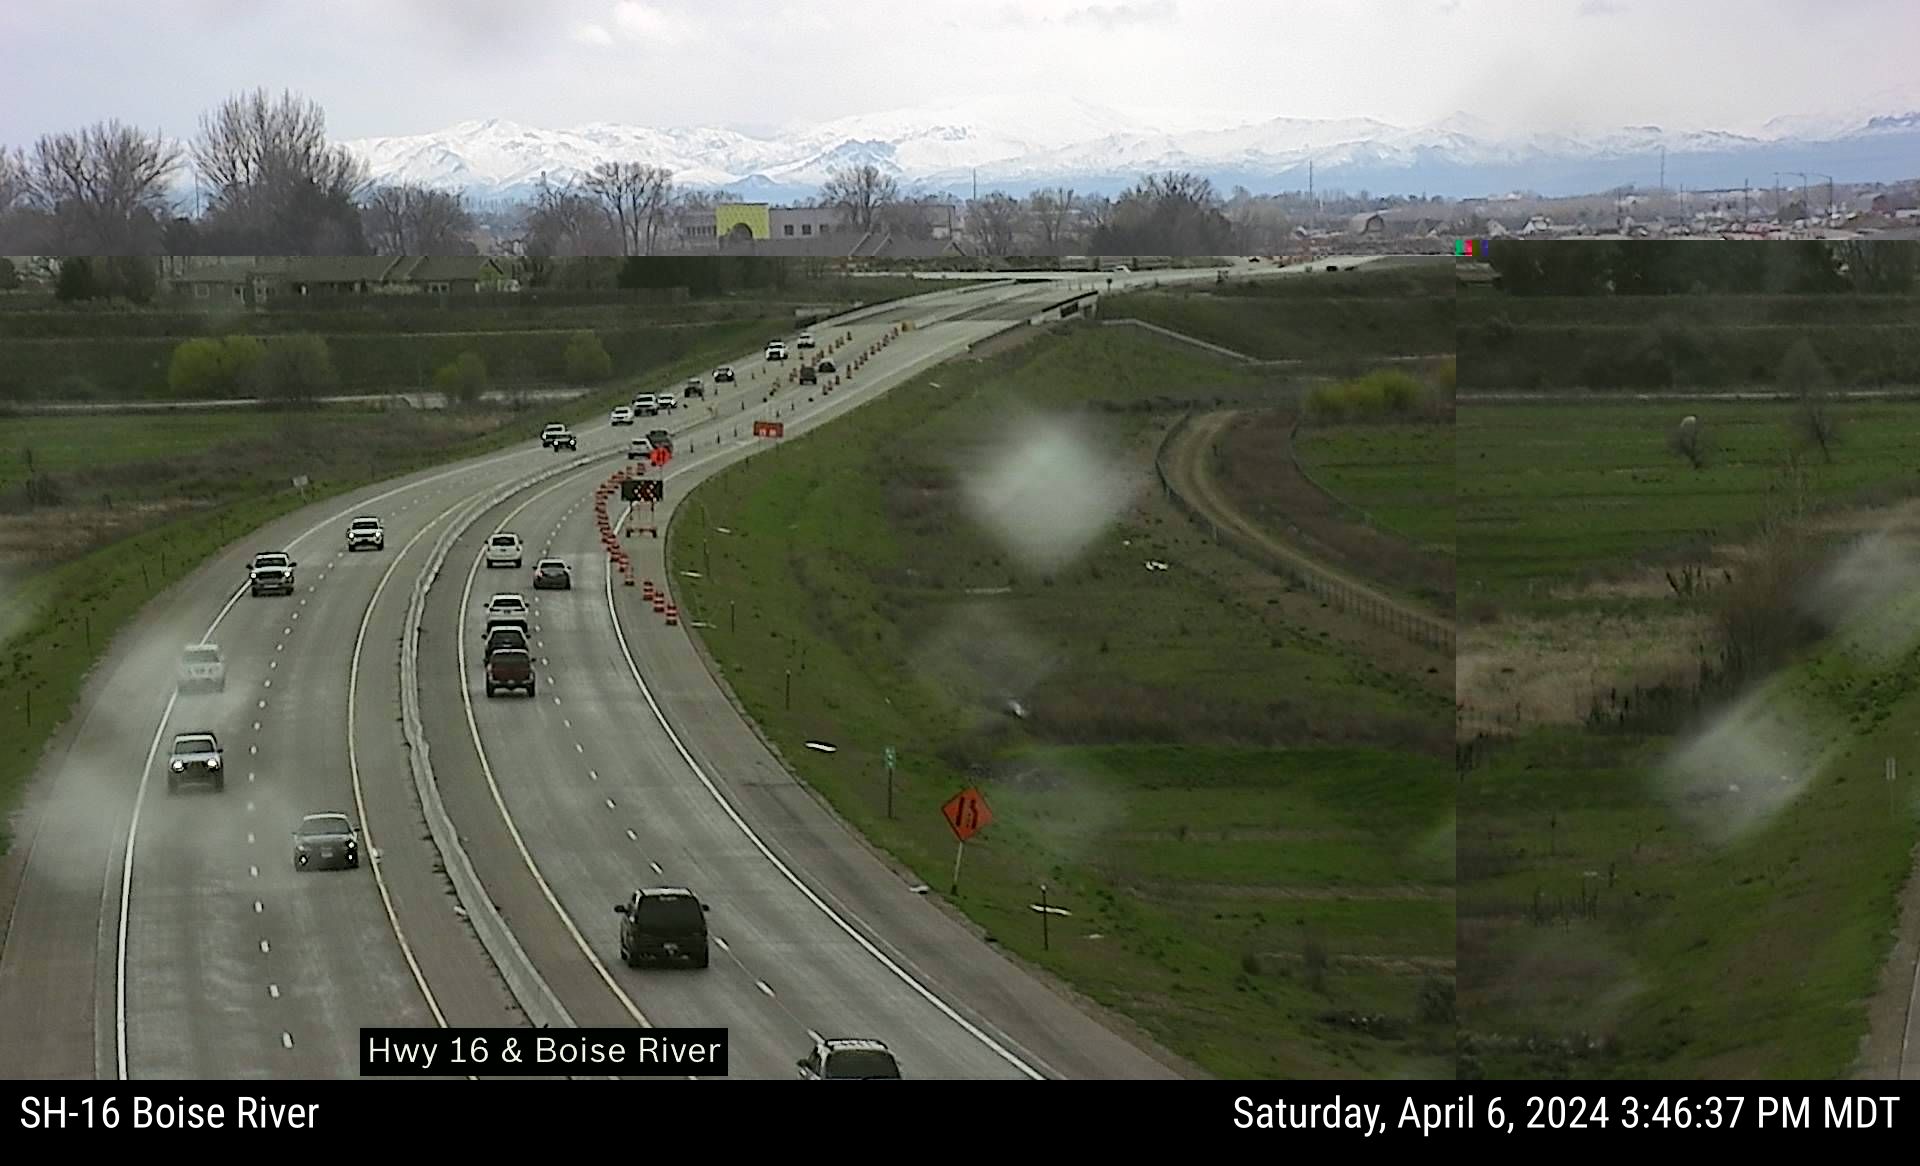 Hwy 16 & Boise River
SH-16 Boise River
Saturday, April 6, 2024 3:46:37 PM MDT